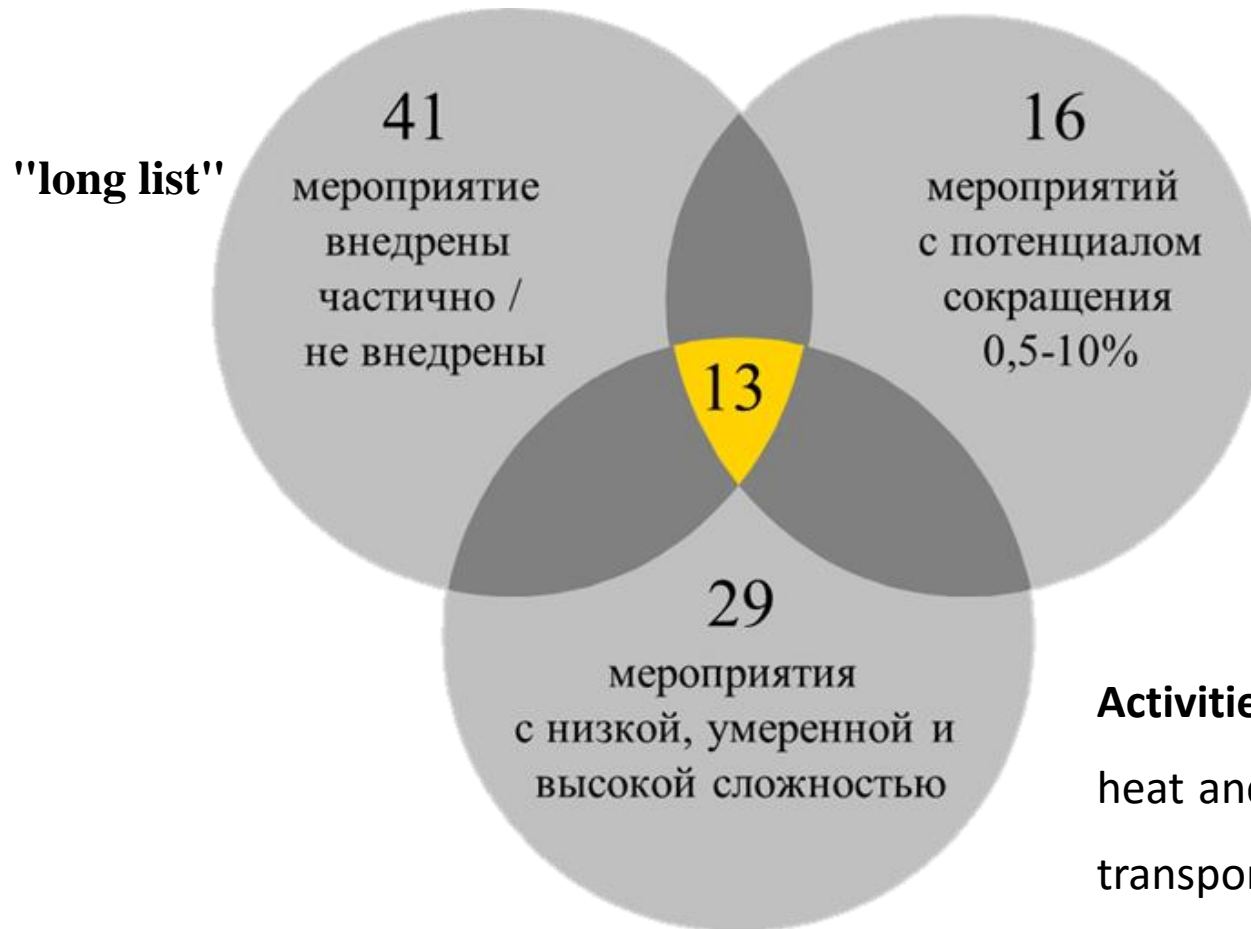 41
"long list"
мероприятие
внедрены
частично /
не внедрены
16
мероприятий
с потенциалом
сокращения
0,5-10%
13
29
мероприятия
с низкой, умеренной и
высокой сложностью
Activitie
heat and
transpor